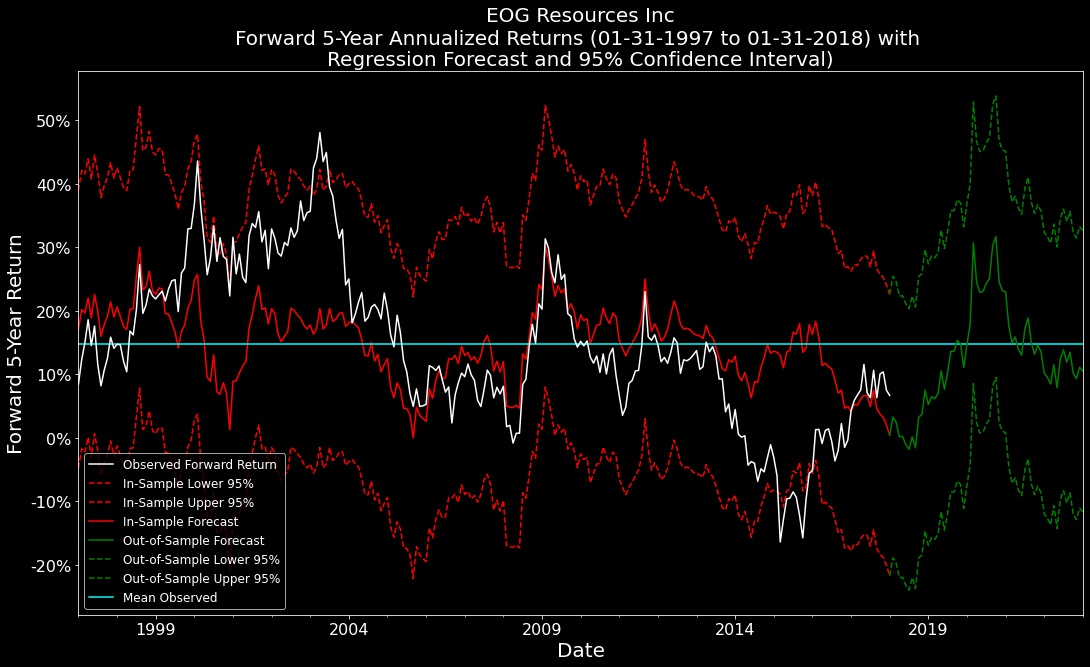 EOG Resources Inc
Forward 5-Year Annualized Returns (01-31-1997 to 01-31-2018) with
Regression Forecast and 95% Confidence Interval)
Forward 5-Year Return
50%
40%
30%
20%
10%
0%
-10%
-20%
Observed Forward Return
In-Sample Lower 95%
In-Sample Upper 95%
In-Sample Forecast
Out-of-Sample Forecast
Out-of-Sample Lower 95%
Out-of-Sample Upper 95%
Mean Observed
1999 2004 2009 2014 2019
Date